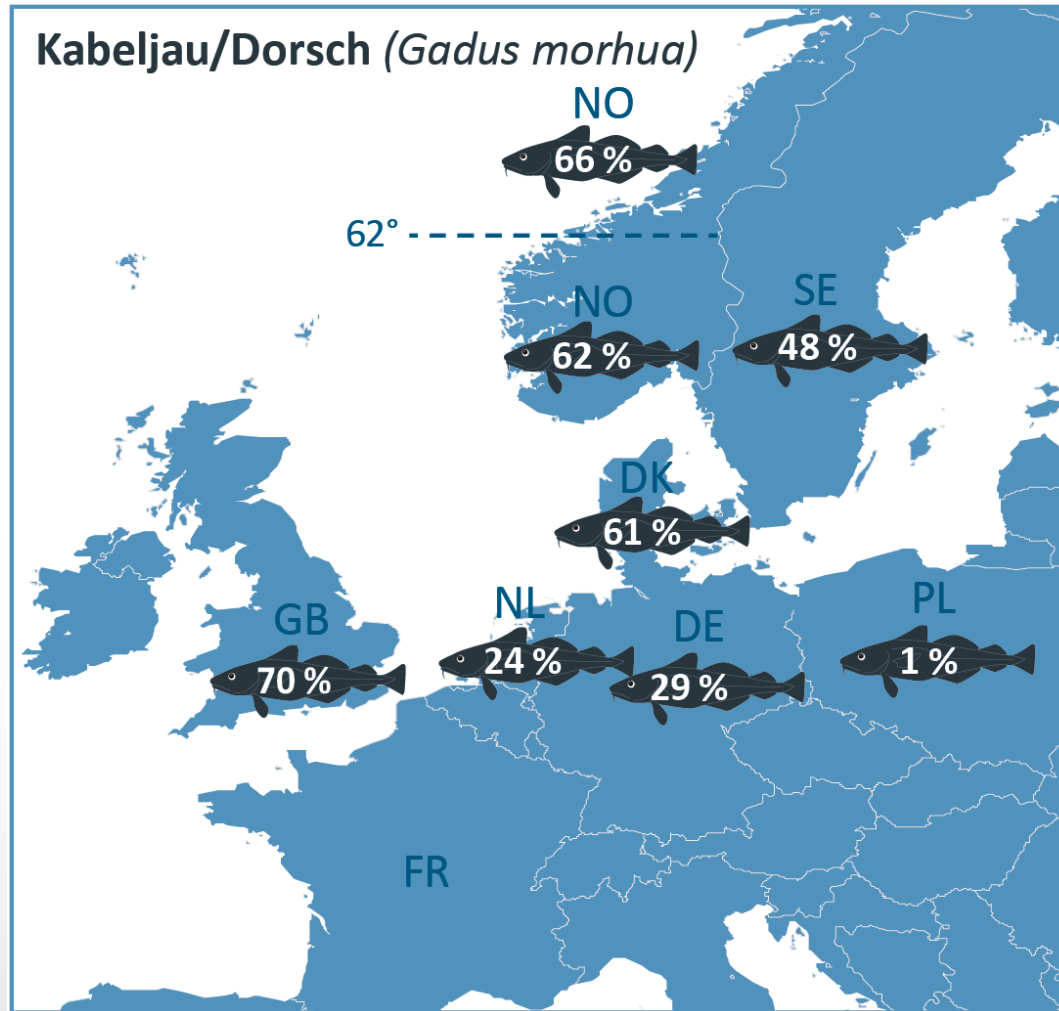 Kabeljau/Dorsch (Gadus morhua)
NO
66 %
62°
NO
62 %
SE
48 %
DK
61 %
GB
70 %
NL
24 %
DE
29 %
PL
1 %
FR